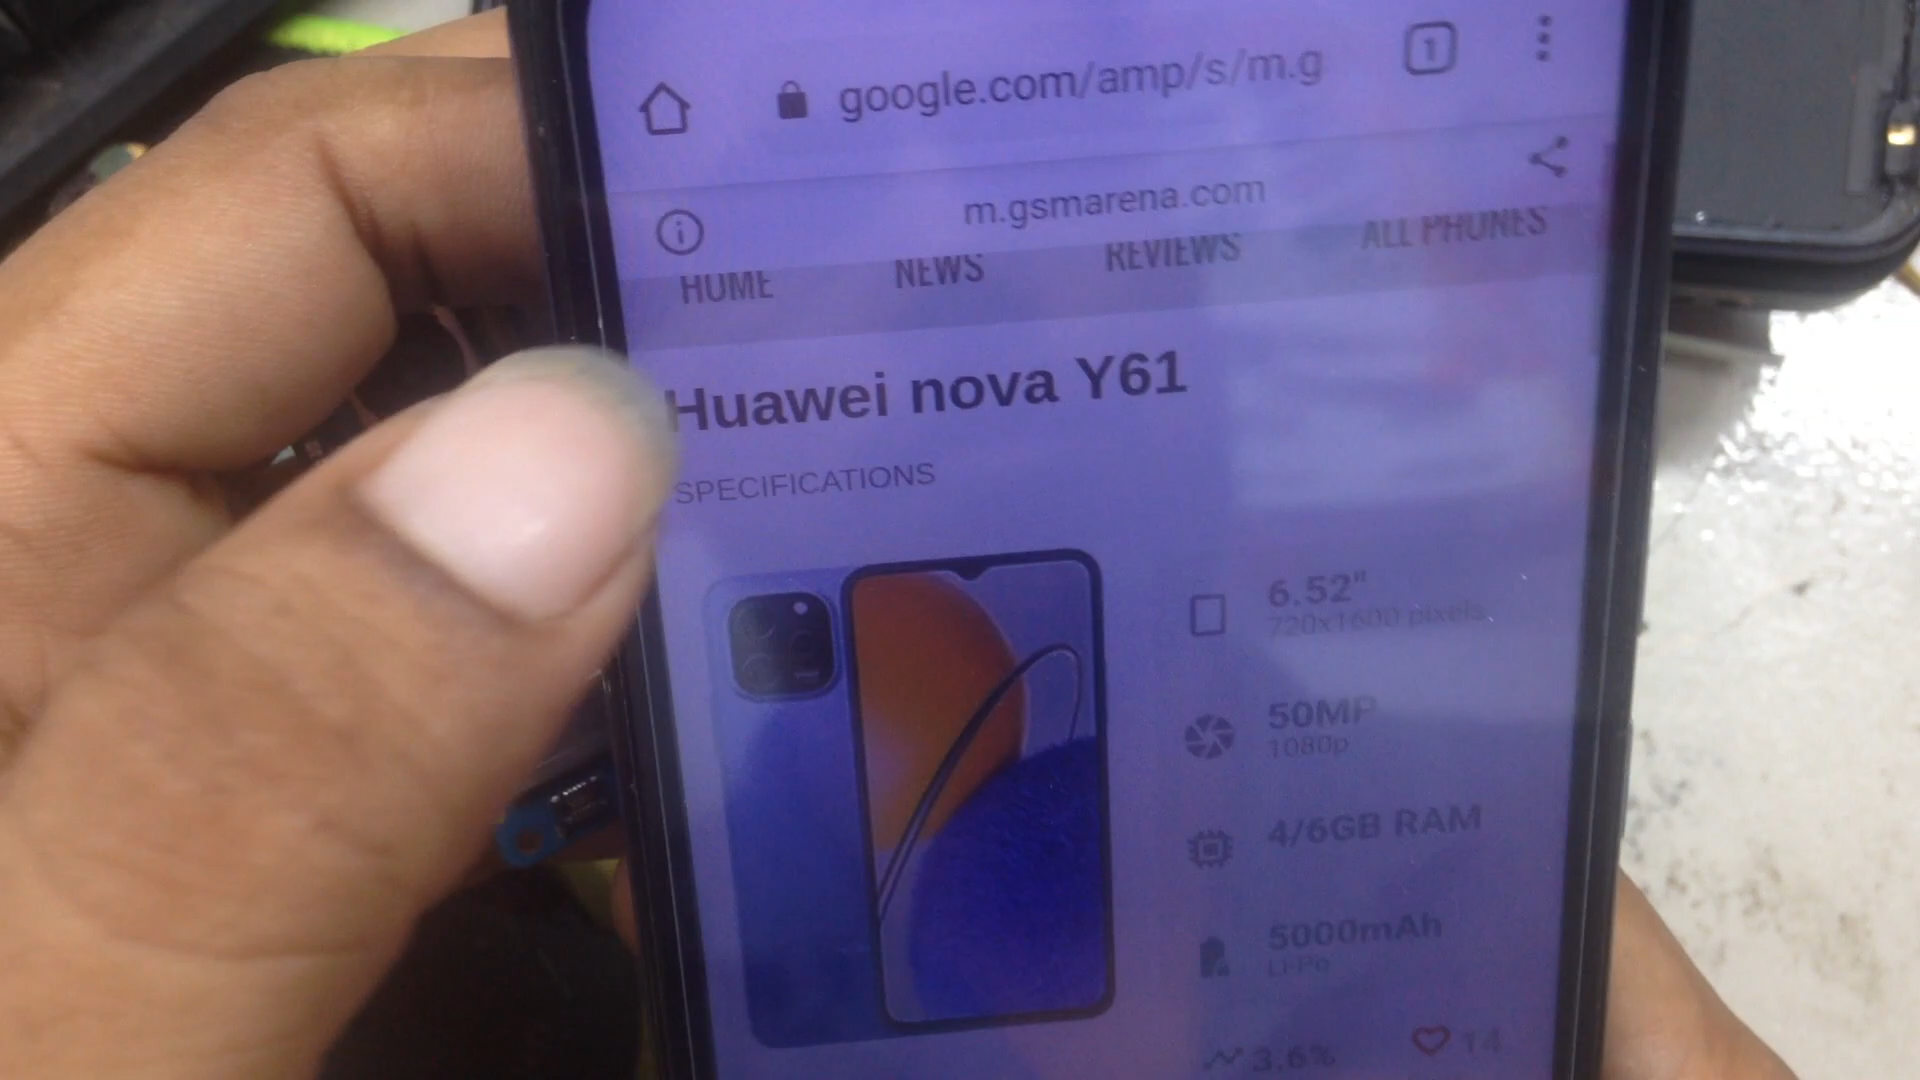 google.com/amp/s/m.g
1
m.gsmarena.com
HOME NEWS REVIEWS ALL PHONES
Huawei nova Y61
SPECIFICATIONS
6.52"
720x1600 pixels
50MP
1080p
4/6GB RAM
5000mAh
Li-Po
3.6% 14